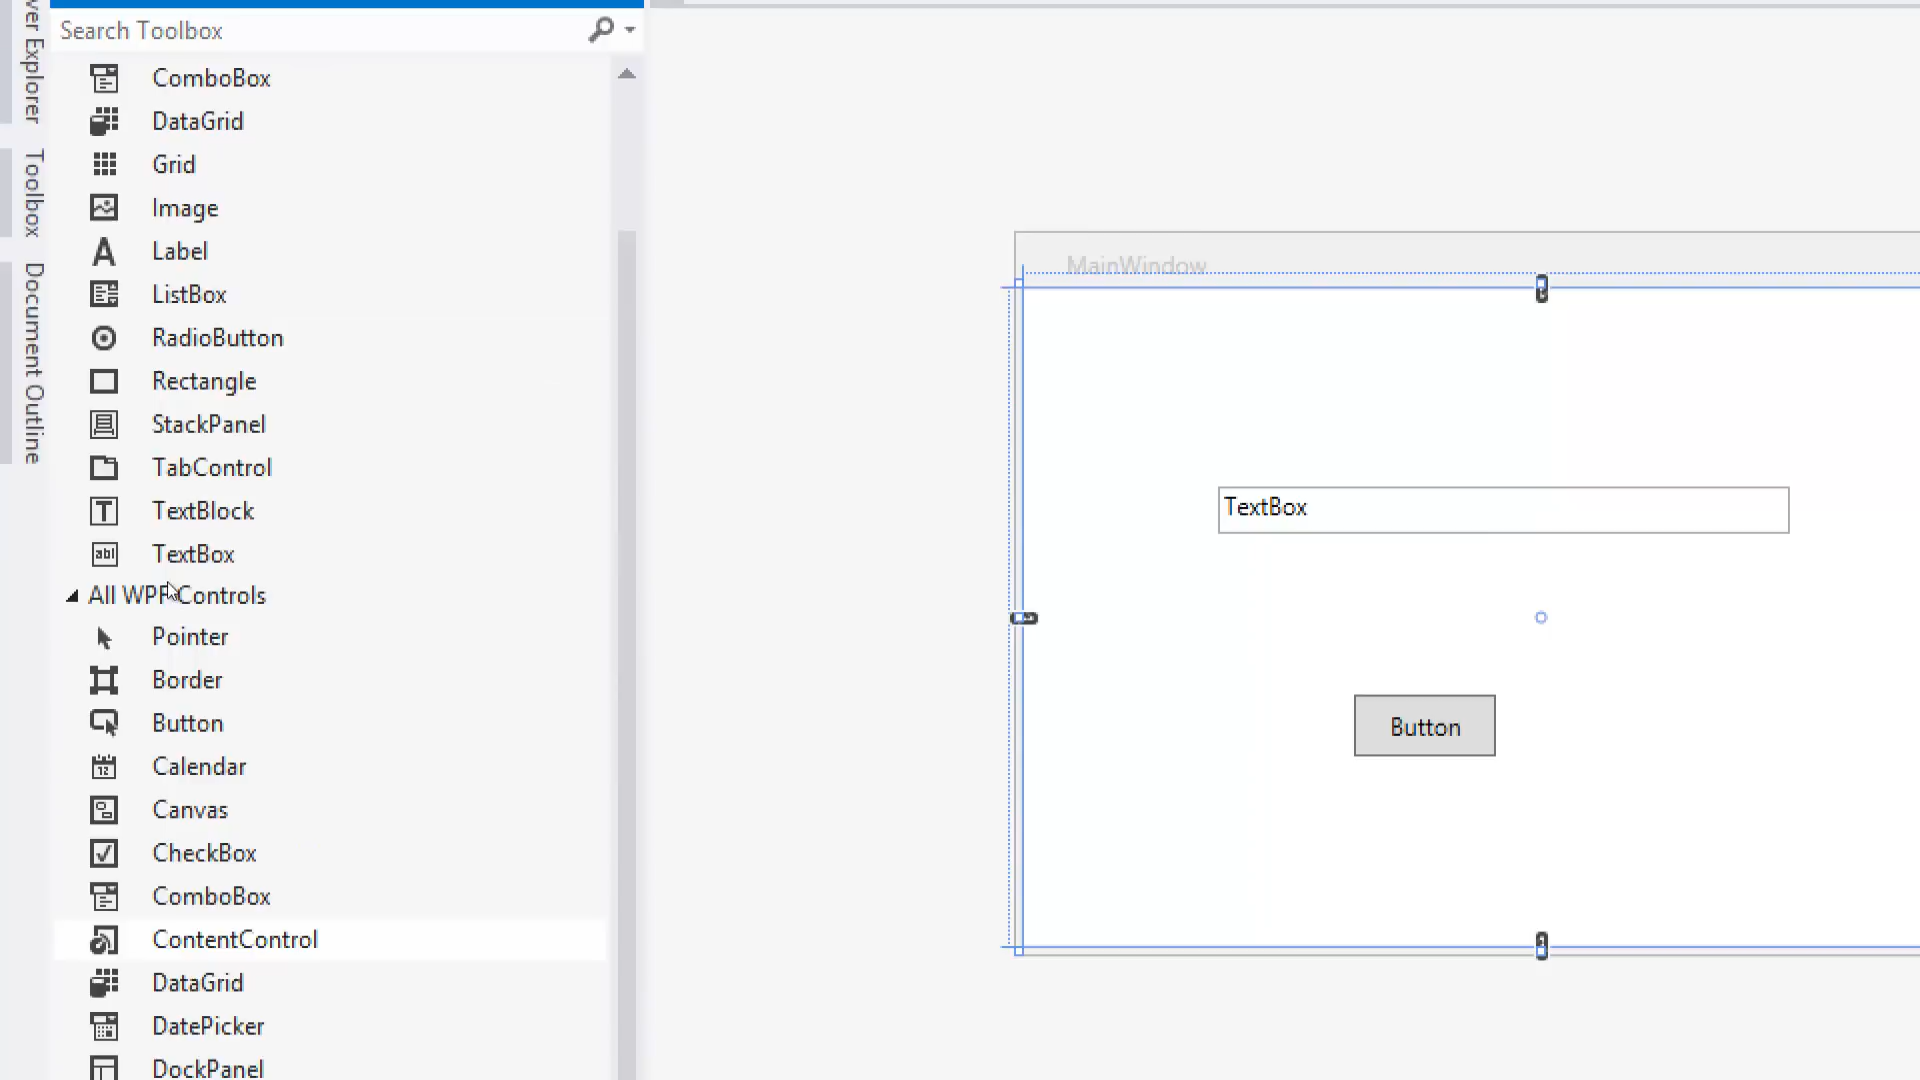 ver Explorer
Toolbox
Document Outline
Search Toolbox
ComboBox
DataGrid
Grid
Image
Label
ListBox
RadioButton
Rectangle
StackPanel
TabControl
TextBlock
TextBox
All WPF Controls
Pointer
Border
Button
Calendar
Canvas
CheckBox
ComboBox
ContentControl
DataGrid
DatePicker
DockPanel
MainWindow
TextBox
Button